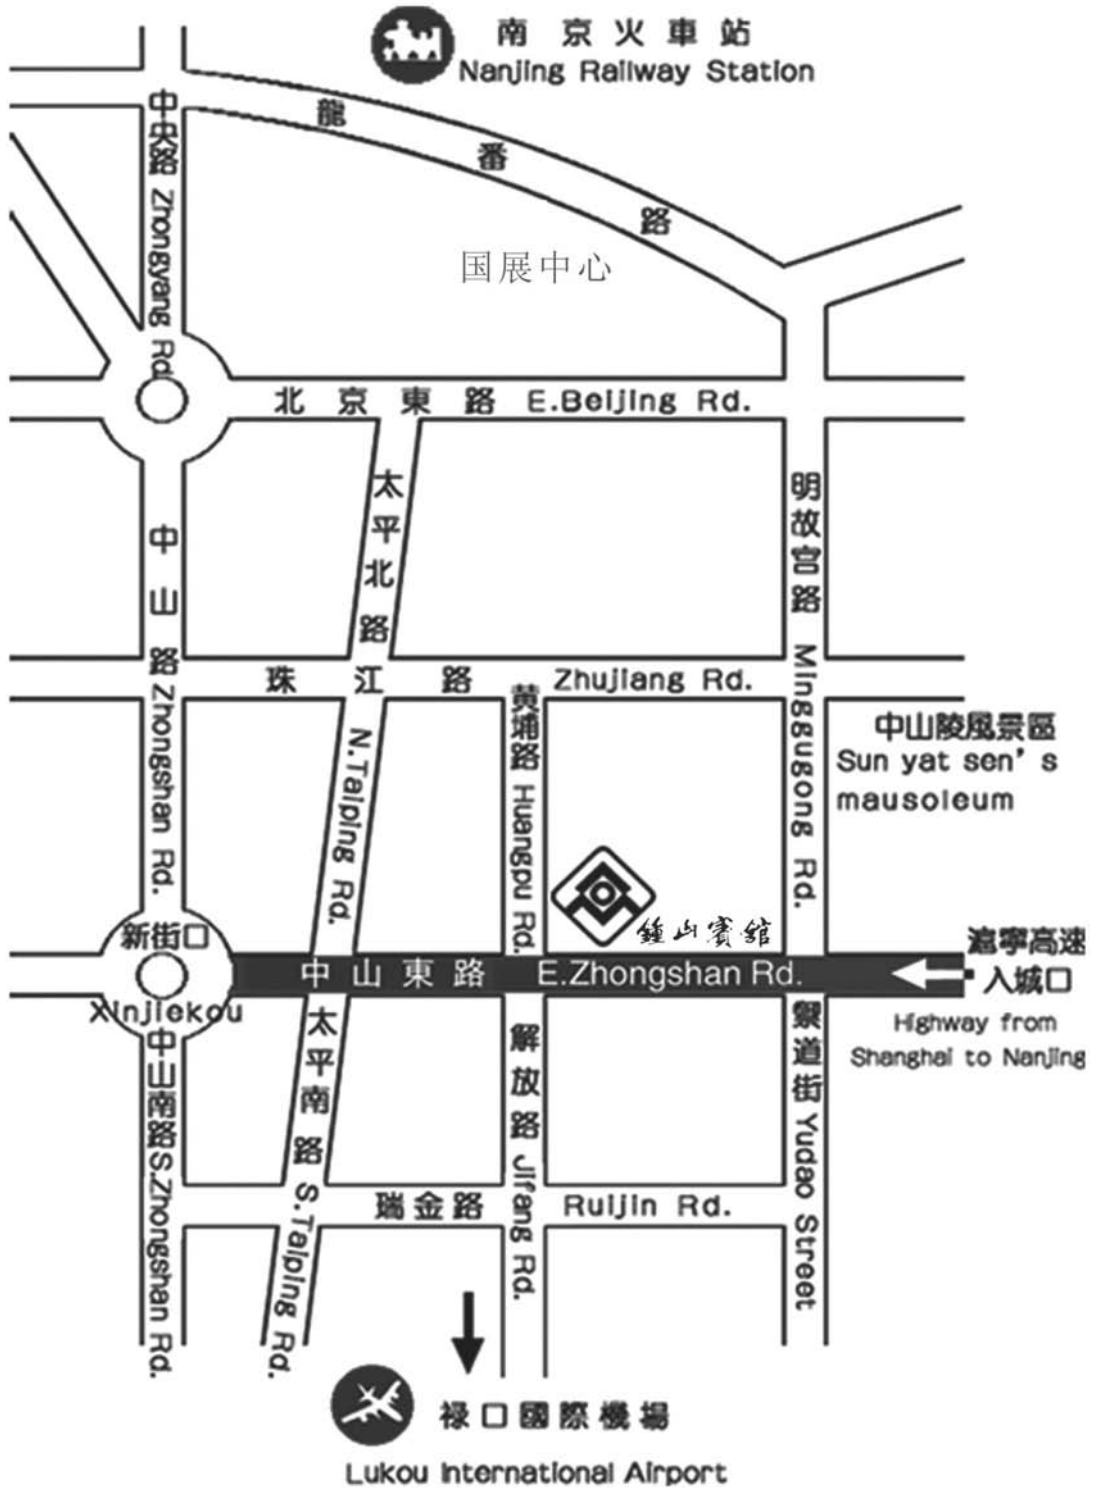 南京火車站
Nanjing Railway Station
龍番路
中央路 Zhongyang Rd.
国展中心
北京東路 E.Beijing Rd.
太平北路 N.Taiping Rd.
明故宮路 Minggugong Rd.
中山路 Zhongshan Rd.
珠江路 Zhujiang Rd.
黄埔路 Huangpu Rd.
中山陵風景區
Sun yat sen's
mausoleum
鐘山賓館
新街口
Xinjiekou
中山東路 E.Zhongshan Rd.
滬寧高速
入城口
Highway from
Shanghai to Nanjing
中山南路 S.Zhongshan Rd.
太平南路 S.Taiping Rd.
解放路 Jifang Rd.
御道街 Yudao Street
瑞金路 Ruijin Rd.
禄口國際機場
Lukou International Airport